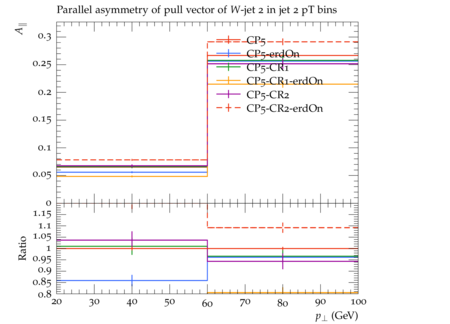 Parallel asymmetry of pull vector of W-jet 2 in jet 2 pT bins
A∥
0.3
0.25
0.2
0.15
0.1
0.05
0
CP5
CP5-erdOn
CP5-CR1
CP5-CR1-erdOn
CP5-CR2
CP5-CR2-erdOn
Ratio
1.15
1.1
1.05
1.0
0.95
0.9
0.85
0.8
20 30 40 50 60 70 80 90 100
p⊥ (GeV)